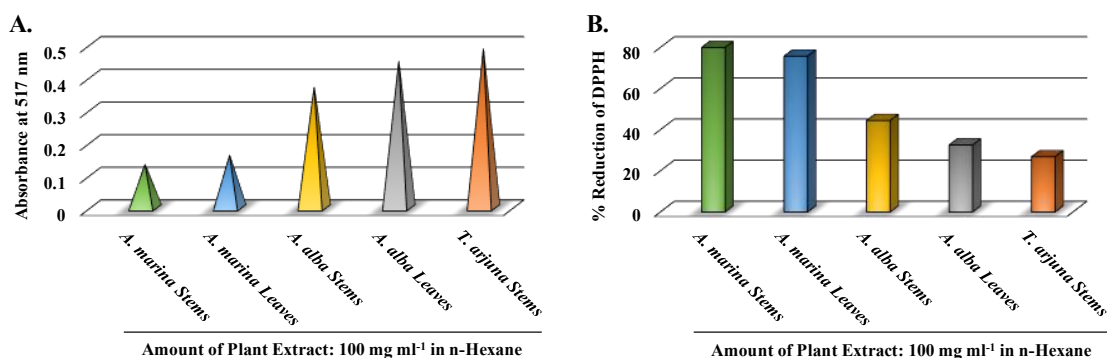 A.
Absorbance at 517 nm
0.5
0.4
0.3
0.2
0.1
0
A. marina Stems
A. marina Leaves
A. alba Stems
A. alba Leaves
T. arjuna Stems
Amount of Plant Extract: 100 mg ml⁻¹ in n-Hexane
B.
% Reduction of DPPH
80
60
40
20
0
A. marina Stems
A. marina Leaves
A. alba Stems
A. alba Leaves
T. arjuna Stems
Amount of Plant Extract: 100 mg ml⁻¹ in n-Hexane